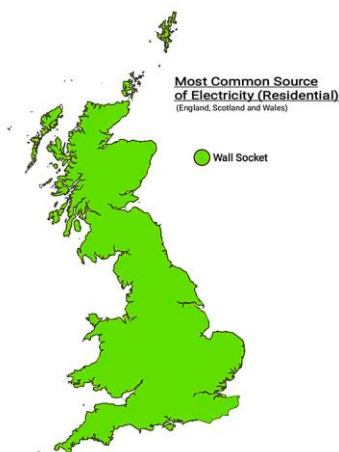 Most Common Source
of Electricity (Residential)
(England, Scotland and Wales)
Wall Socket